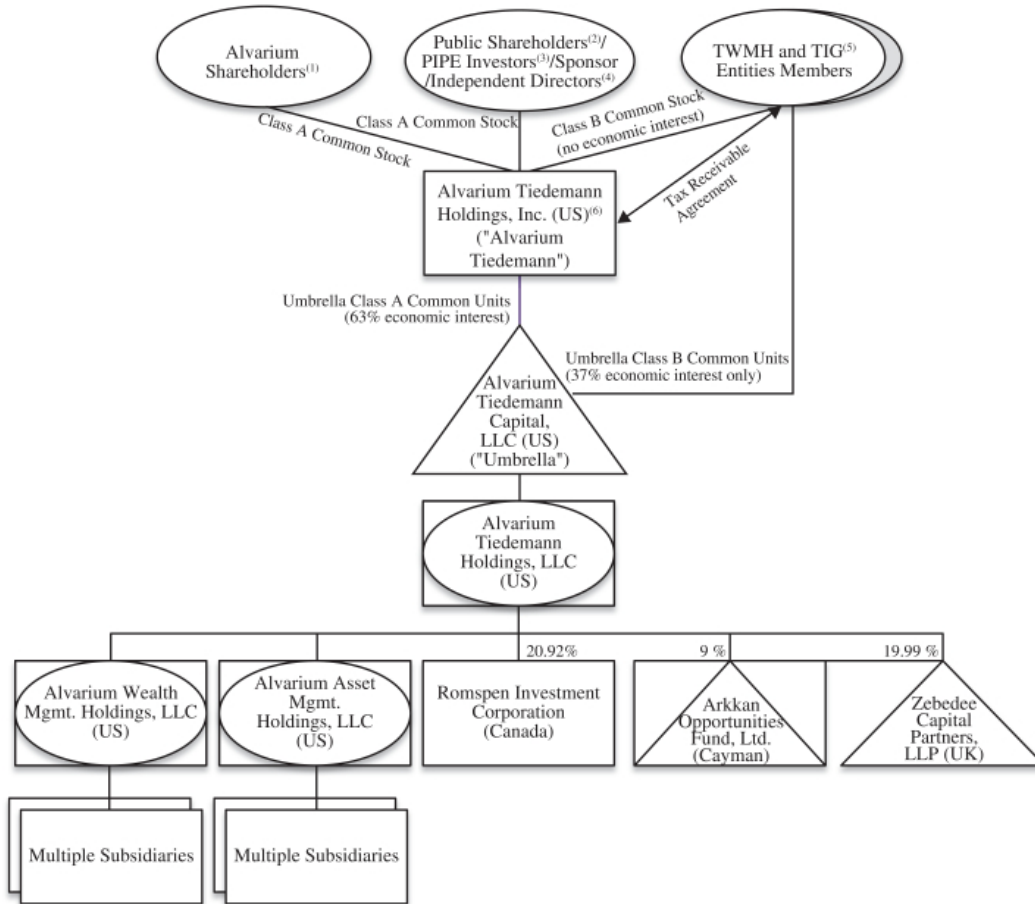 Alvarium
Shareholders(1)
Public Shareholders(2)/
PIPE Investors(3)/Sponsor
/Independent Directors(4)
TWMH and TIG(5)
Entities Members
Class A Common Stock
Class A Common Stock
Class B Common Stock
(no economic interest)
Tax Receivable
Agreement
Alvarium Tiedemann
Holdings, Inc. (US)(6)
("Alvarium
Tiedemann")
Umbrella Class A Common Units
(63% economic interest)
Umbrella Class B Common Units
(37% economic interest only)
Alvarium
Tiedemann
Capital,
LLC (US)
("Umbrella")
Alvarium
Tiedemann
Holdings, LLC
(US)
20.92%
9 %
19.99 %
Alvarium Wealth
Mgmt. Holdings, LLC
(US)
Alvarium Asset
Mgmt.
Holdings, LLC
(US)
Romspen Investment
Corporation
(Canada)
Arkkan
Opportunities
Fund, Ltd.
(Cayman)
Zebedee
Capital
Partners,
LLP (UK)
Multiple Subsidiaries
Multiple Subsidiaries